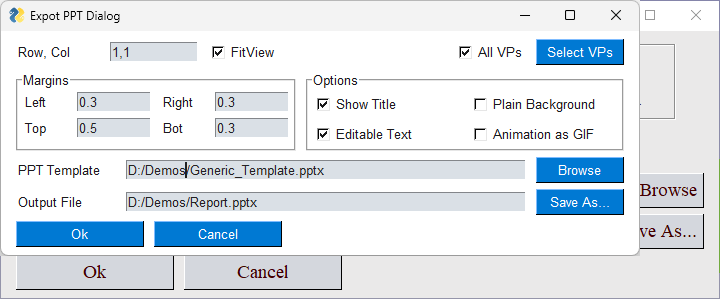 Expot PPT Dialog
Row, Col 1,1 FitView All VPs Select VPs
Margins Options
Left 0.3 Right 0.3 Show Title Plain Background
Top 0.5 Bot 0.3 Editable Text Animation as GIF
PPT Template D:/Demos/Generic_Template.pptx Browse
Output File D:/Demos/Report.pptx Save As...
Ok Cancel
Browse
As...
Ok Cancel